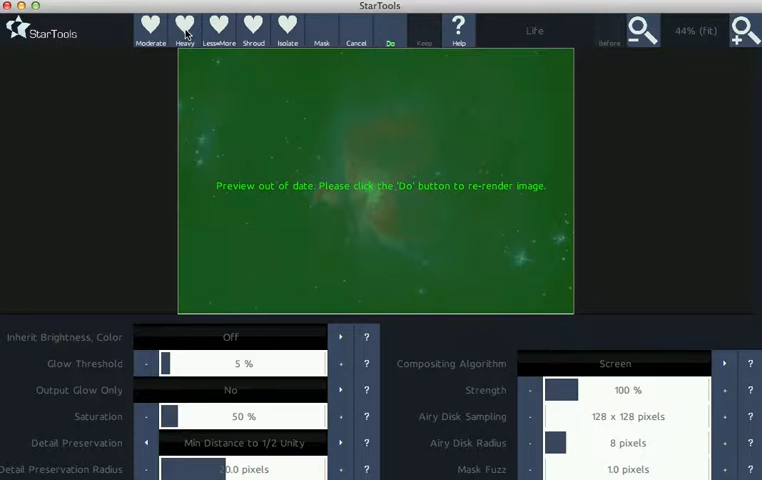 StarTools
StarTools
Moderate
Heavy
Less=More
Shroud
Isolate
Mask
Cancel
Do
Keep
? Help
Life
Before
44% (fit)
Preview out of date. Please click the 'Do' button to re-render image.
Inherit Brightness, Color Off ?
Glow Threshold - 5 % + ?
Output Glow Only No ?
Saturation - 50 % + ?
Detail Preservation Min Distance to 1/2 Unity ?
Detail Preservation Radius - 20.0 pixels + ?
Compositing Algorithm Screen ?
Strength - 100 % + ?
Airy Disk Sampling - 128 x 128 pixels + ?
Airy Disk Radius - 8 pixels + ?
Mask Fuzz - 1.0 pixels + ?